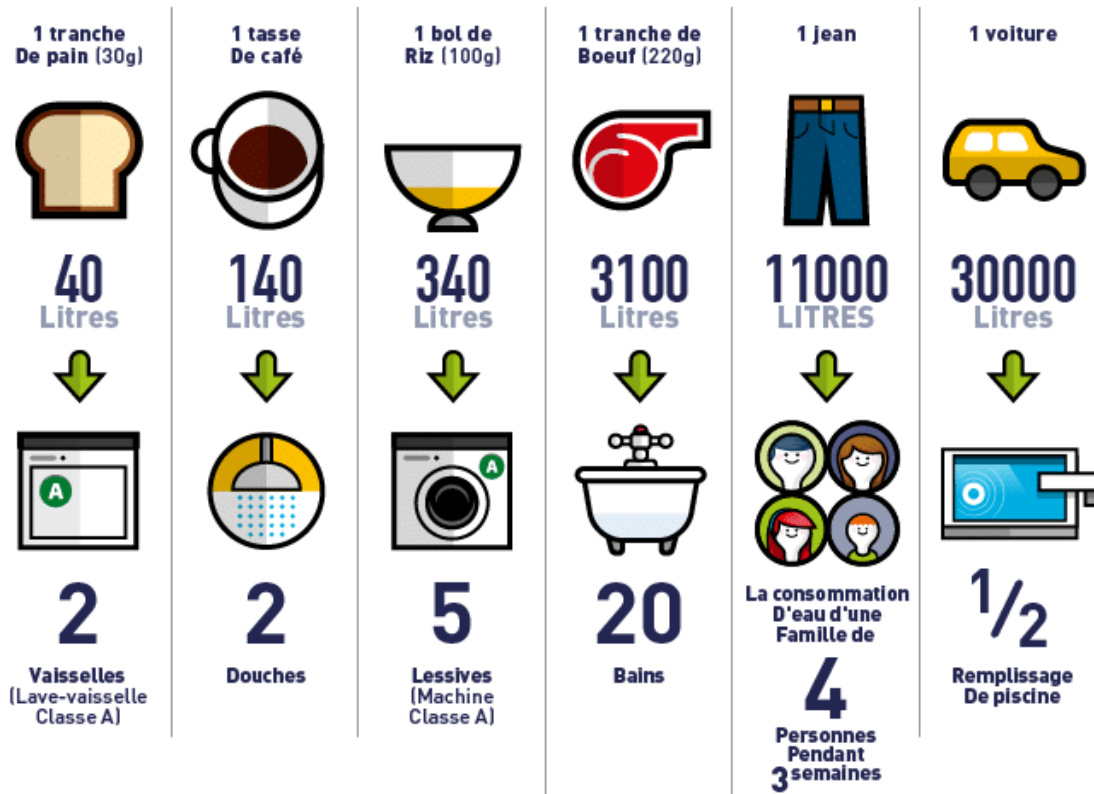 1 tranche
De pain (30g)
40
Litres
A
2
Vaisselles
(Lave-vaisselle
Classe A)
1 tasse
De café
140
Litres
2
Douches
1 bol de
Riz (100g)
340
Litres
A
5
Lessives
(Machine
Classe A)
1 tranche de
Boeuf (220g)
3100
Litres
20
Bains
1 jean
11000
LITRES
La consommation
D'eau d'une
Famille de
4
Personnes
Pendant
3 semaines
1 voiture
30000
Litres
1/2
Remplissage
De piscine